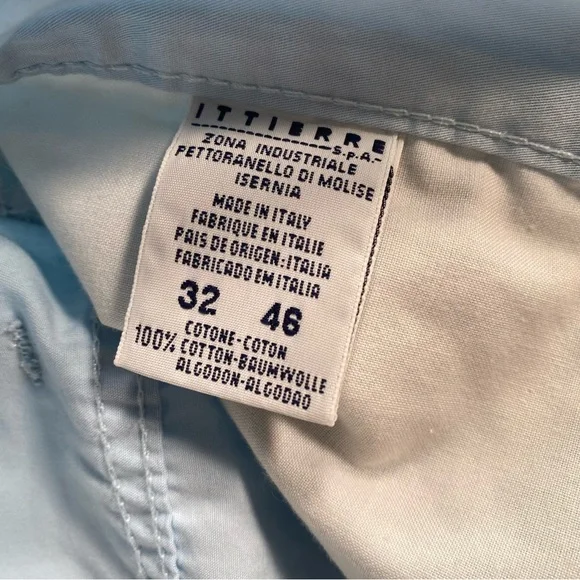 ITTIERRE
S.P.A.
ZONA INDUSTRIALE
PETTORANELLO DI MOLISE
ISERNIA
MADE IN ITALY
FABRIQUE EN ITALIE
PAIS DE ORIGEN:ITALIA
FABRICADO EM ITALIA
32 46
COTONE-COTON
100% COTTON-BAUMWOLLE
ALGODON-ALGODAO